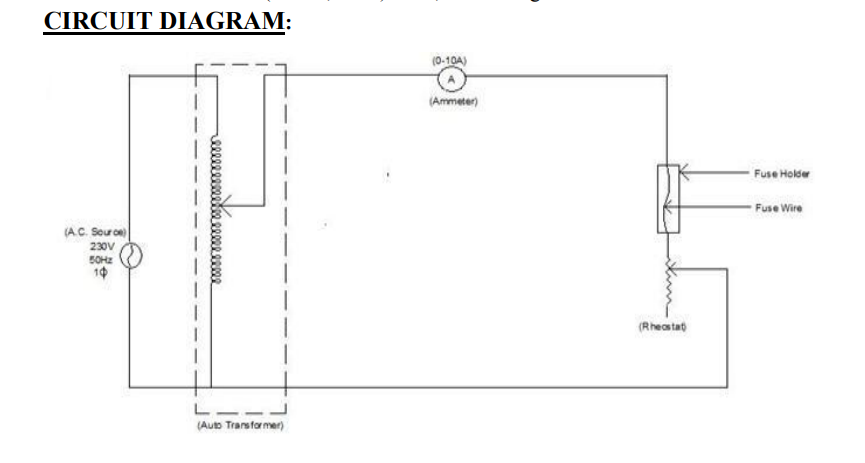 CIRCUIT DIAGRAM:
(0-10A)
A
(Ammeter)
Fuse Holder
Fuse Wire
(A.C. Source)
230V
50Hz
1ϕ
(Rheostat)
(Auto Transformer)